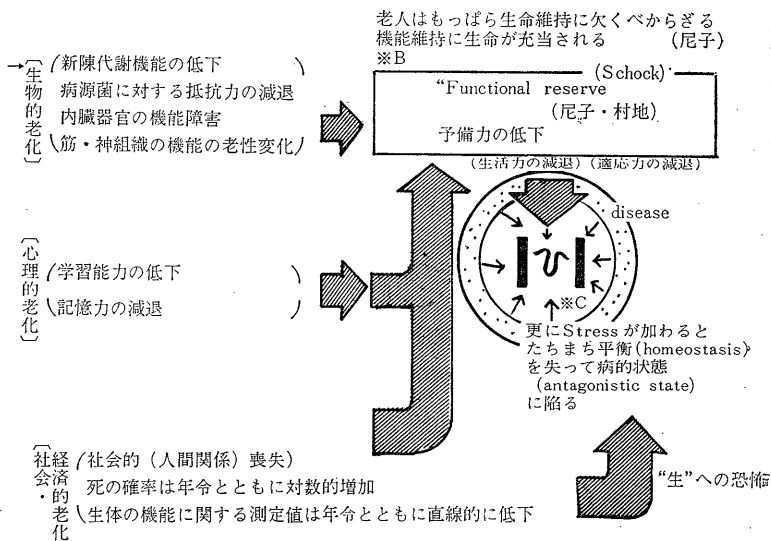 老人はもっぱら生命維持に欠くべからざる
機能維持に生命が充当される (尼子)
※B
→〔生物的老化〕
新陳代謝機能の低下
病源菌に対する抵抗力の減退
内臓器官の機能障害
筋・神組織の機能の老性変化
(Schock)
“Functional reserve
(尼子・村地)
予備力の低下
(生活力の減退) (適応力の減退)
disease
※C
〔心理的老化〕
学習能力の低下
記憶力の減退
更にStressが加わると
たちまち平衡(homeostasis)
を失って病的状態
(antagonistic state)
に陥る
〔社会・経済的老化
社会的(人間関係)喪失)
死の確率は年令とともに対数的増加
生体の機能に関する測定値は年令とともに直線的に低下
“生”への恐怖